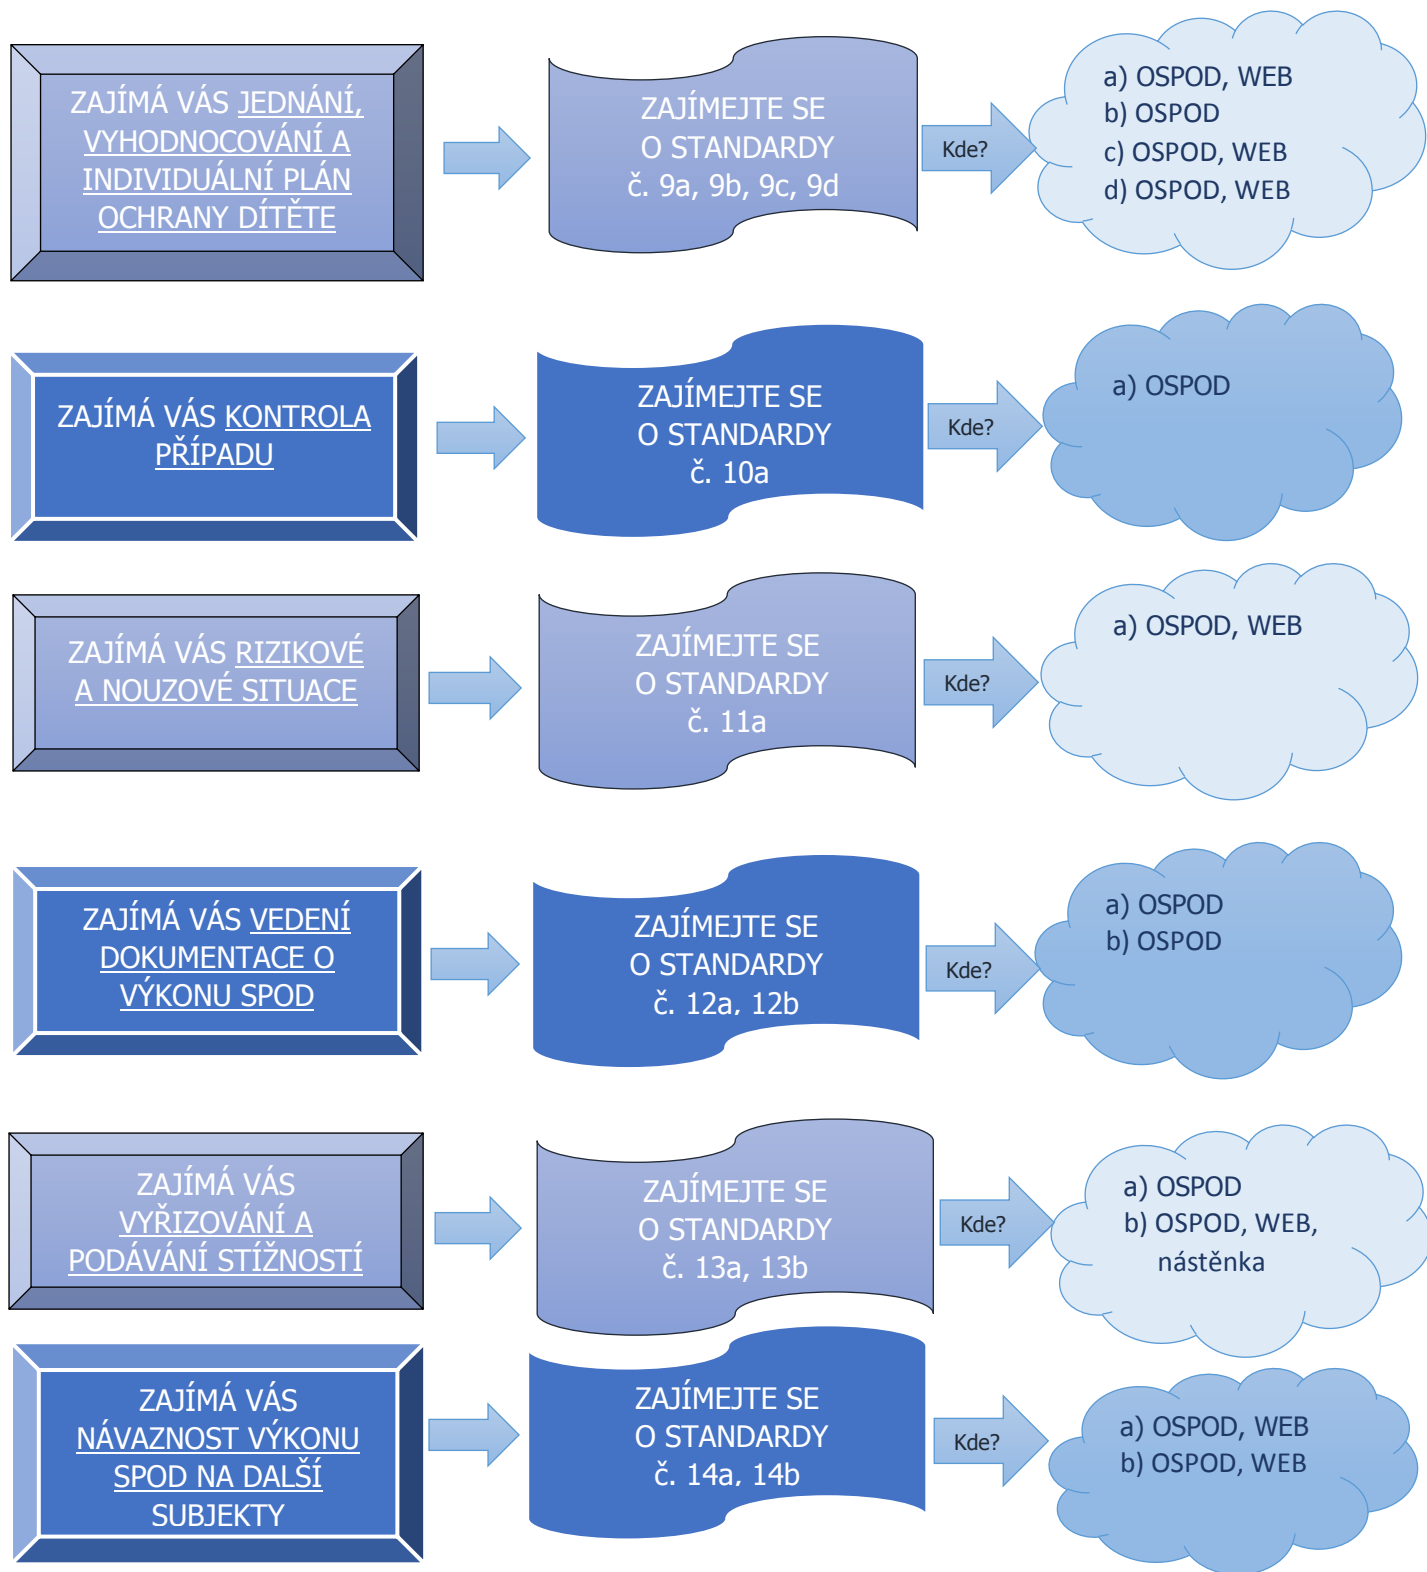 ZAJÍMÁ VÁS JEDNÁNÍ,
VYHODNOCOVÁNÍ A
INDIVIDUÁLNÍ PLÁN
OCHRANY DÍTĚTE
ZAJÍMEJTE SE
O STANDARDY
č. 9a, 9b, 9c, 9d
Kde?
a) OSPOD, WEB
b) OSPOD
c) OSPOD, WEB
d) OSPOD, WEB
ZAJÍMÁ VÁS KONTROLA
PŘÍPADU
ZAJÍMEJTE SE
O STANDARDY
č. 10a
Kde?
a) OSPOD
ZAJÍMÁ VÁS RIZIKOVÉ
A NOUZOVÉ SITUACE
ZAJÍMEJTE SE
O STANDARDY
č. 11a
Kde?
a) OSPOD, WEB
ZAJÍMÁ VÁS VEDENÍ
DOKUMENTACE O
VÝKONU SPOD
ZAJÍMEJTE SE
O STANDARDY
č. 12a, 12b
Kde?
a) OSPOD
b) OSPOD
ZAJÍMÁ VÁS
VYŘIZOVÁNÍ A
PODÁVÁNÍ STÍŽNOSTÍ
ZAJÍMEJTE SE
O STANDARDY
č. 13a, 13b
Kde?
a) OSPOD
b) OSPOD, WEB,
nástěnka
ZAJÍMÁ VÁS
NÁVAZNOST VÝKONU
SPOD NA DALŠÍ
SUBJEKTY
ZAJÍMEJTE SE
O STANDARDY
č. 14a, 14b
Kde?
a) OSPOD, WEB
b) OSPOD, WEB